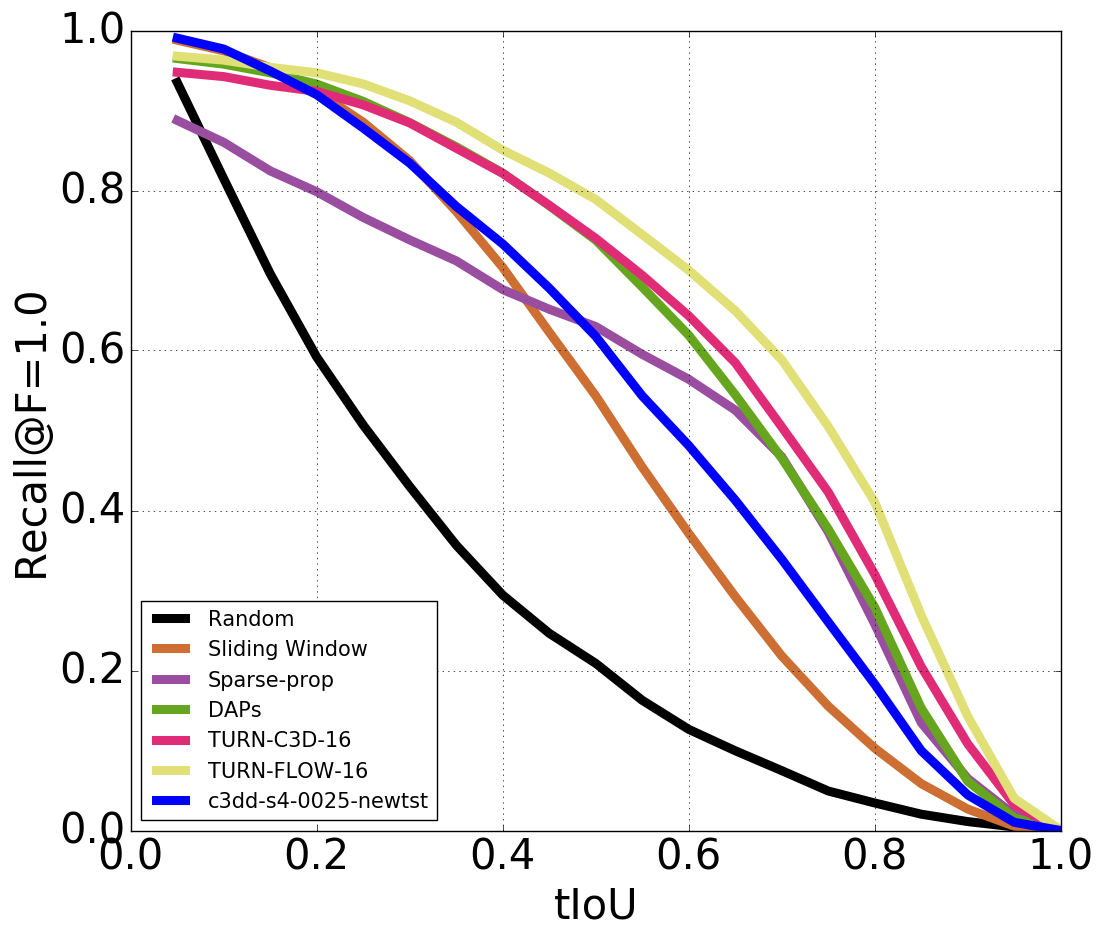 1.0
0.8
0.6
0.4
0.2
0.0
Recall@F=1.0
Random
Sliding Window
Sparse-prop
DAPs
TURN-C3D-16
TURN-FLOW-16
c3dd-s4-0025-newtst
0.0 0.2 0.4 0.6 0.8 1.0
tIoU